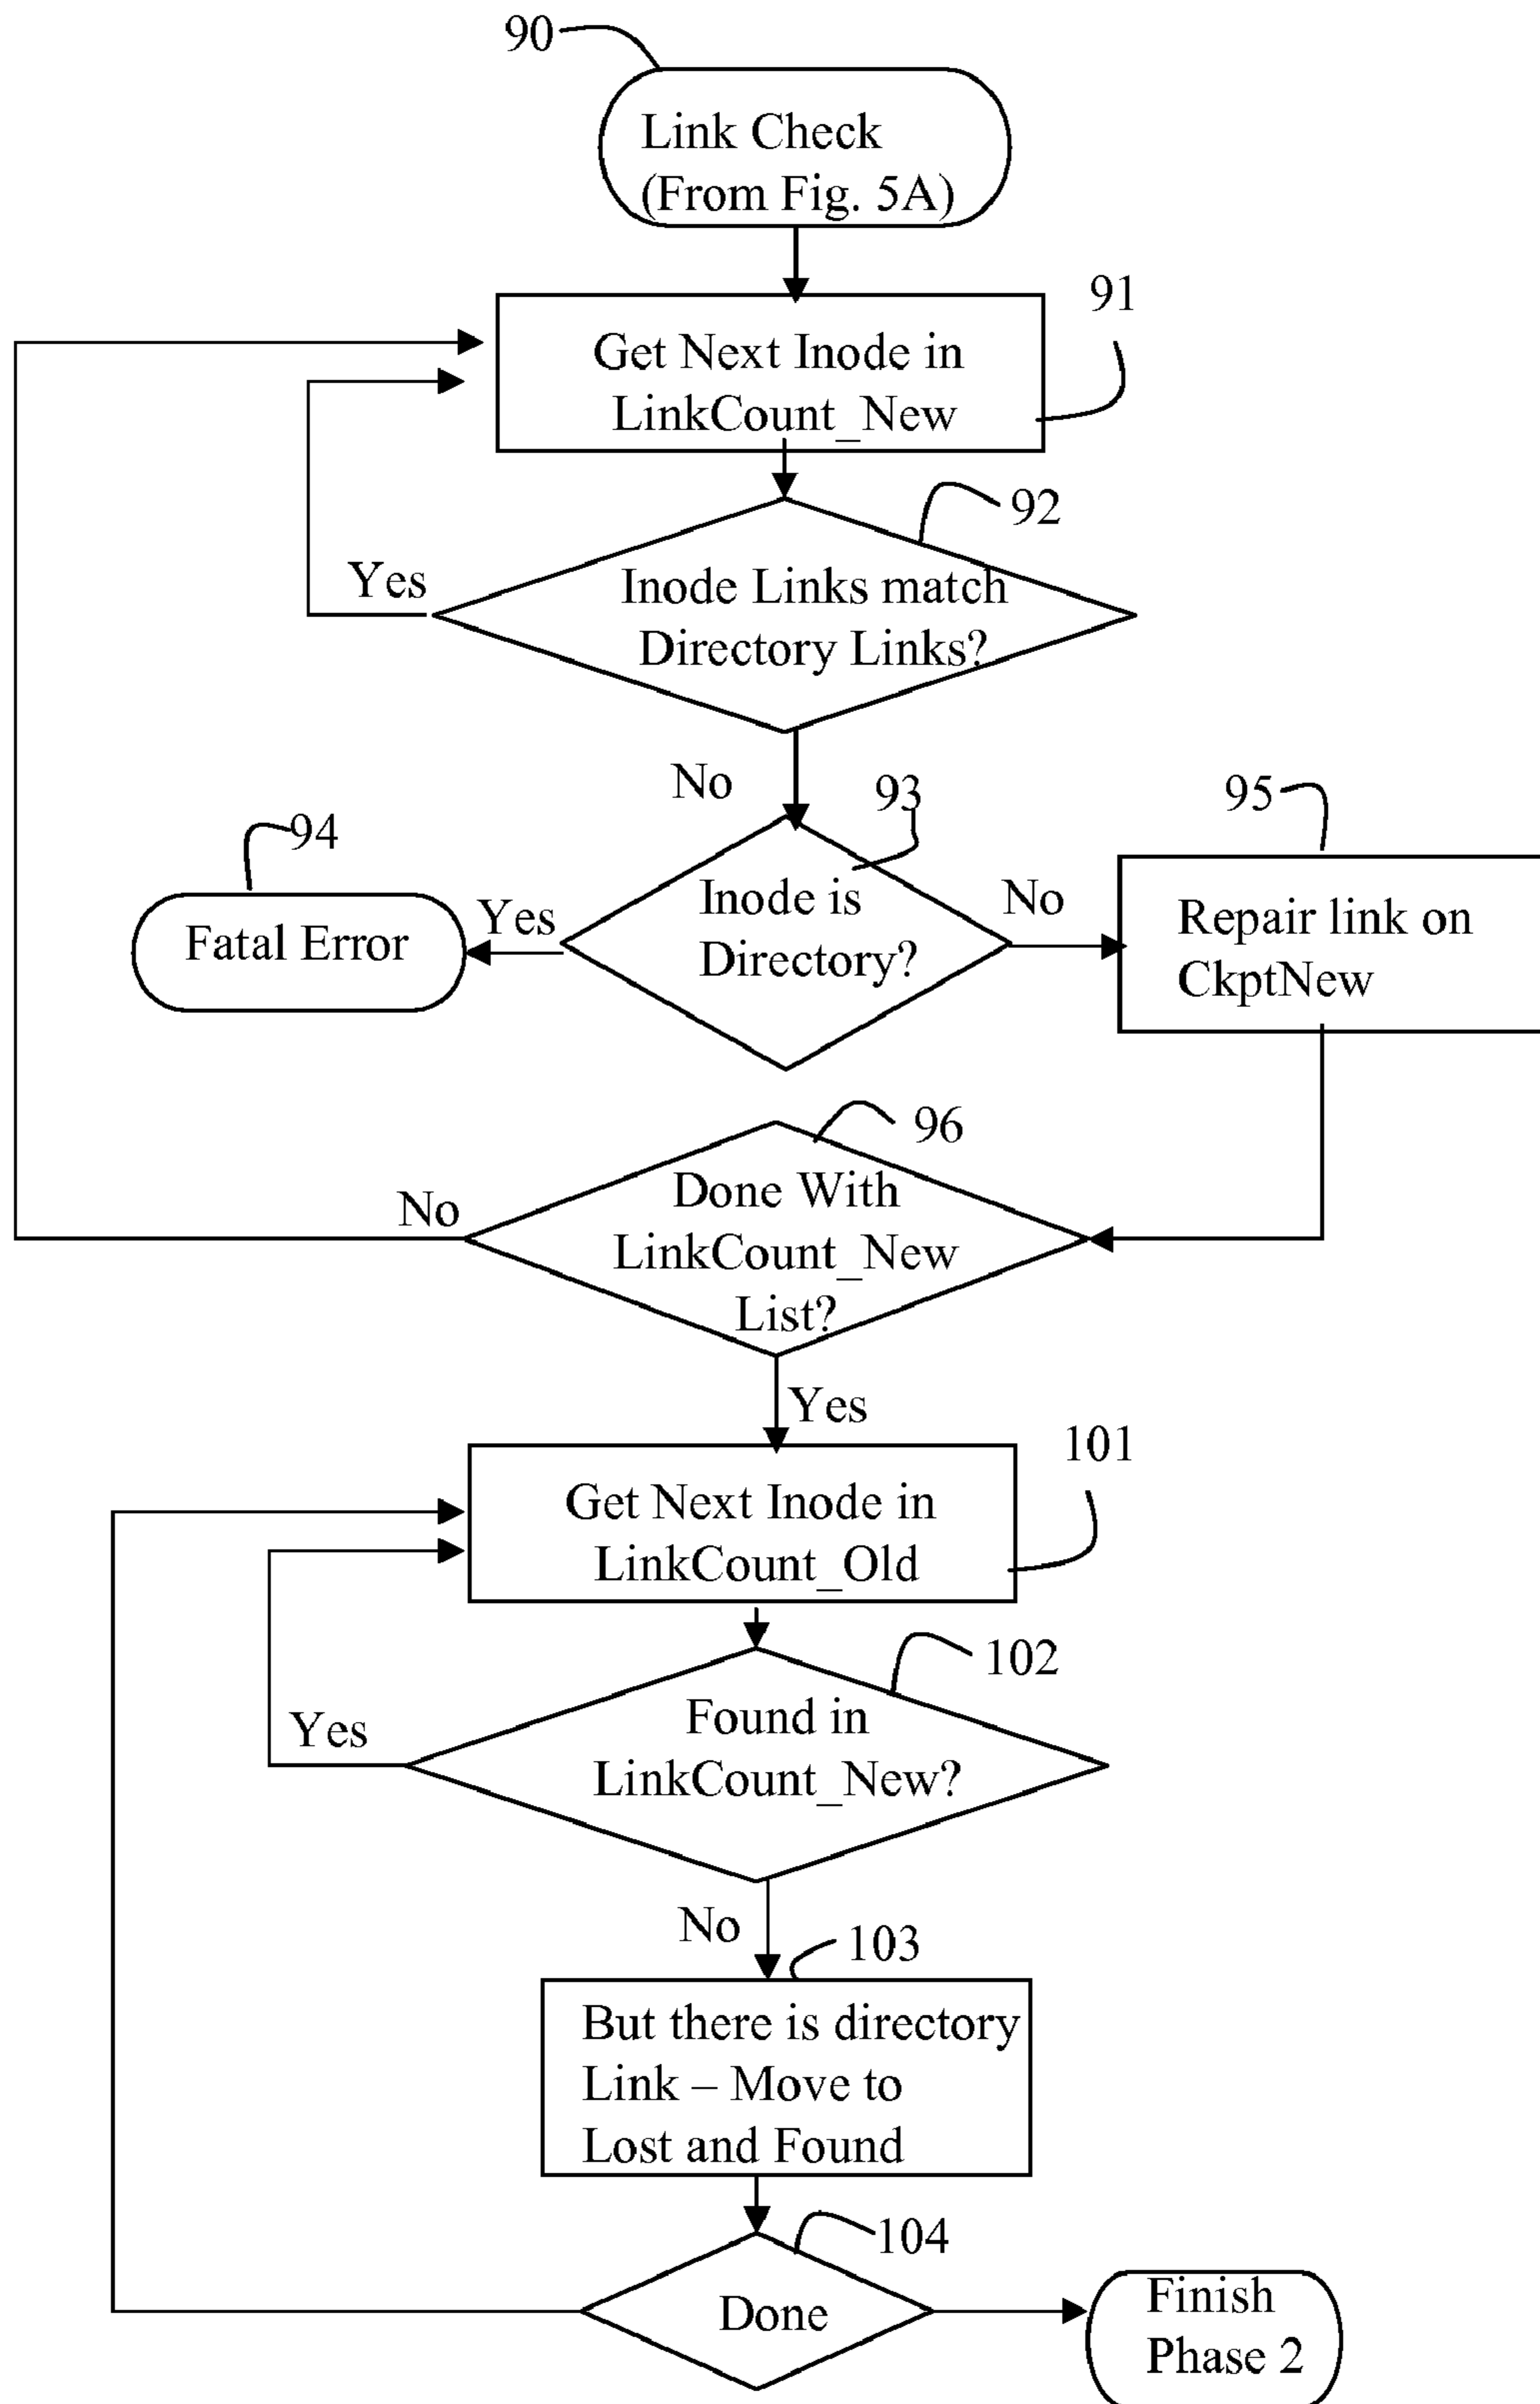 90
Link Check
(From Fig. 5A)
91
Get Next Inode in
LinkCount_New
92
Yes
Inode Links match
Directory Links?
No
93
95
94
Inode is
Directory?
Yes
No
Fatal Error
Repair link on
CkptNew
96
Done With
LinkCount_New
List?
No
Yes
101
Get Next Inode in
LinkCount_Old
102
Found in
LinkCount_New?
Yes
No
103
But there is directory
Link – Move to
Lost and Found
104
Done
Finish
Phase 2